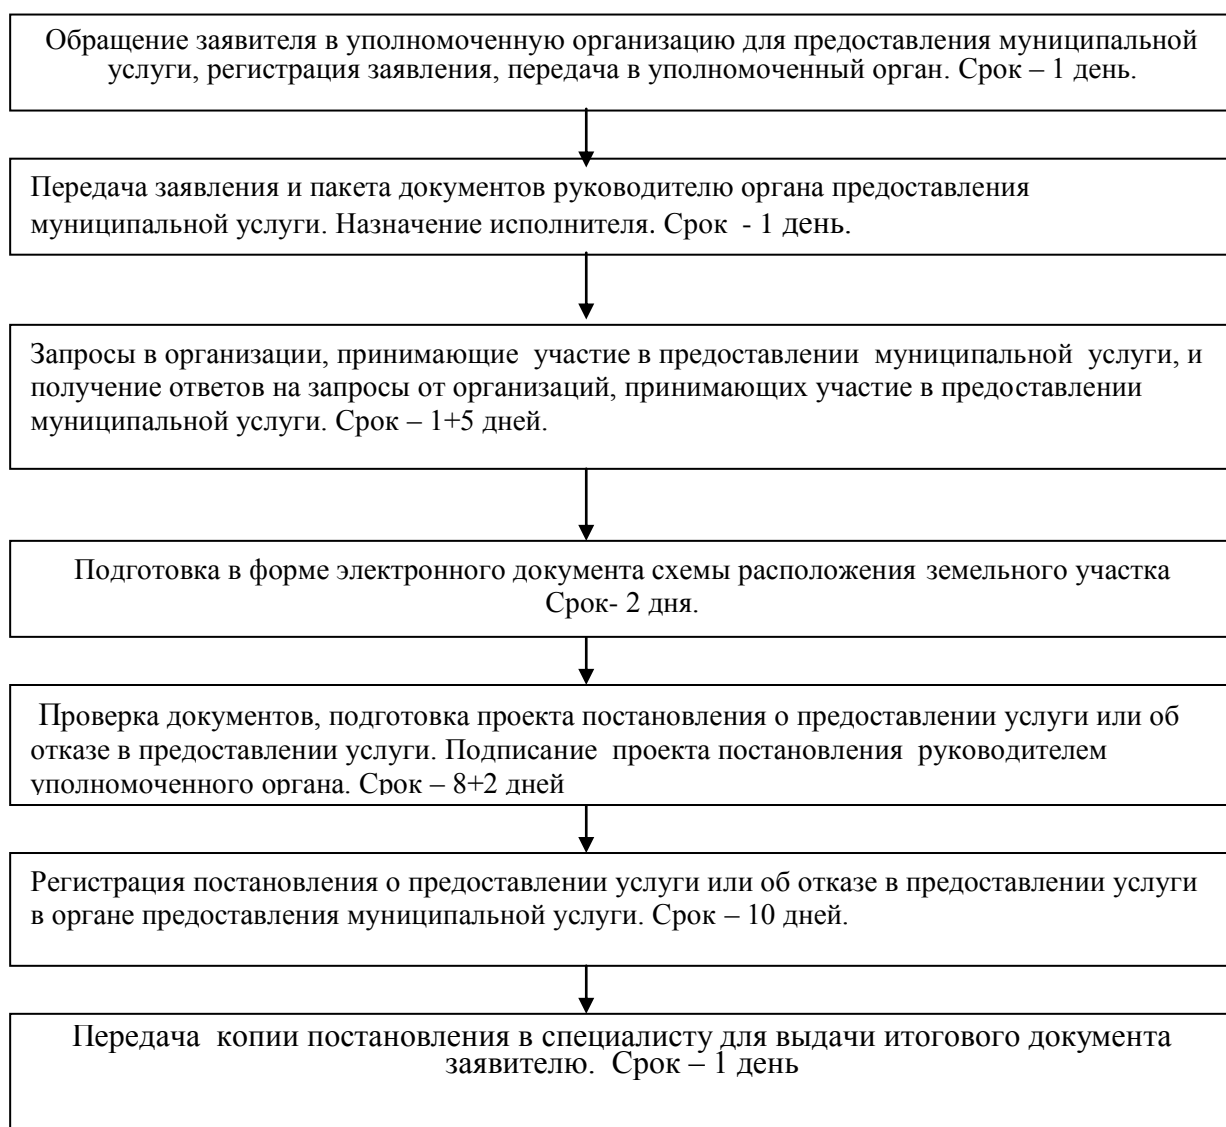 Обращение заявителя в уполномоченную организацию для предоставления муниципальной
услуги, регистрация заявления, передача в уполномоченный орган. Срок – 1 день.
Передача заявления и пакета документов руководителю органа предоставления
муниципальной услуги. Назначение исполнителя. Срок - 1 день.
Запросы в организации, принимающие участие в предоставлении муниципальной услуги, и
получение ответов на запросы от организаций, принимающих участие в предоставлении
муниципальной услуги. Срок – 1+5 дней.
Подготовка в форме электронного документа схемы расположения земельного участка
Срок- 2 дня.
Проверка документов, подготовка проекта постановления о предоставлении услуги или об
отказе в предоставлении услуги. Подписание проекта постановления руководителем
уполномоченного органа. Срок – 8+2 дней
Регистрация постановления о предоставлении услуги или об отказе в предоставлении услуги
в органе предоставления муниципальной услуги. Срок – 10 дней.
Передача копии постановления в специалисту для выдачи итогового документа
заявителю. Срок – 1 день